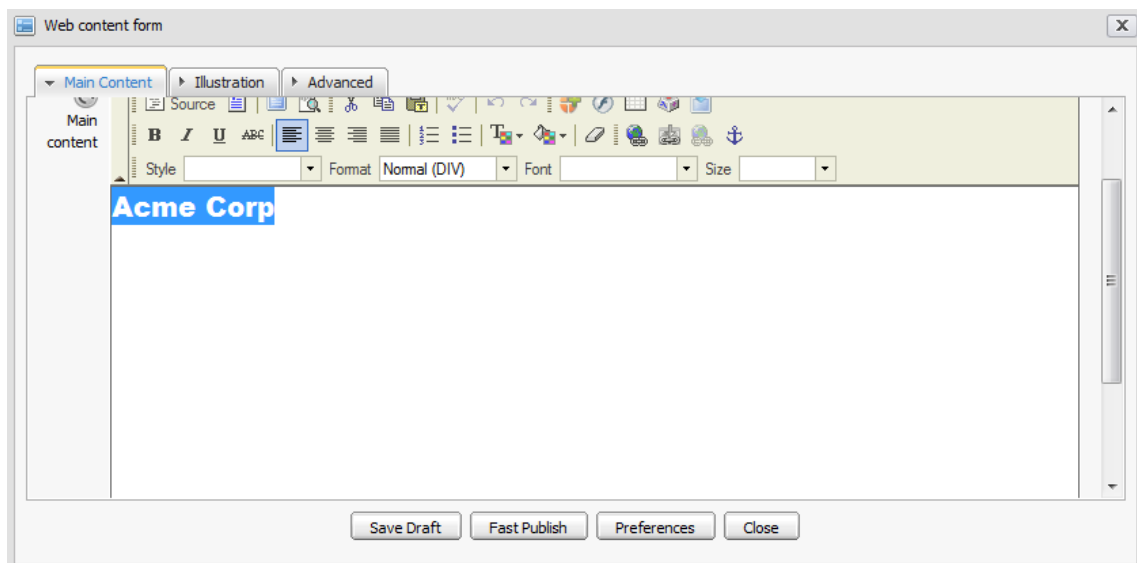 Web content form
Main Content Illustration Advanced
Main content
Source
B I U ABC
Style Format Normal (DIV) Font Size
Acme Corp
Save Draft Fast Publish Preferences Close